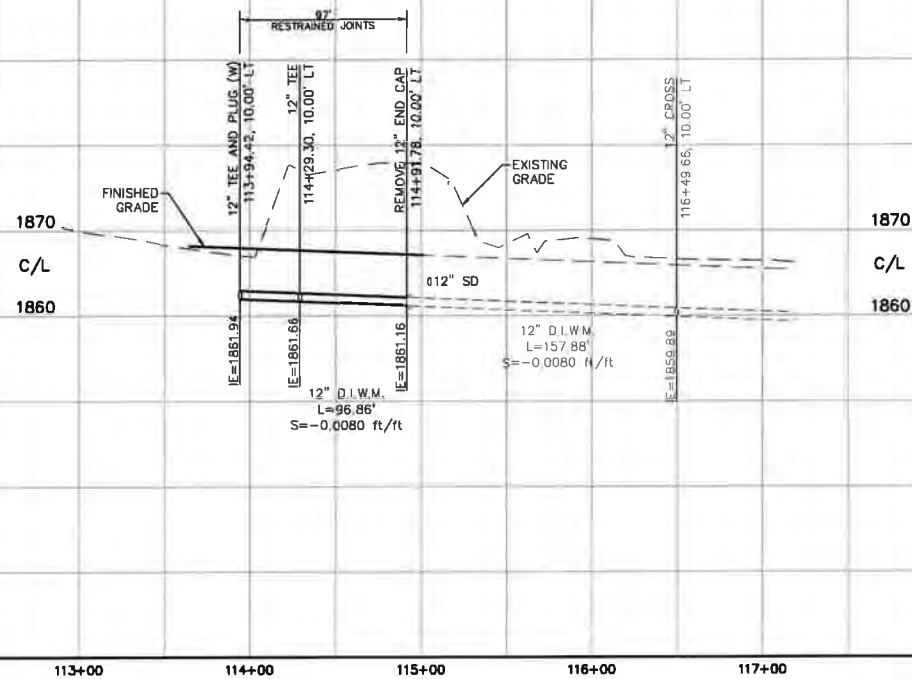 97'
RESTRAINED JOINTS
12" TEE AND PLUG (W)
113+94.42, 10.00' LT
12" TEE
114+29.30, 10.00' LT
REMOVE 12" END CAP
114+91.78, 10.00' LT
12" CROSS
116+49.66, 10.00' LT
FINISHED
GRADE
EXISTING
GRADE
1870
1870
C/L
C/L
12" SD
1860
1860
IE=1861.94
IE=1861.66
IE=1861.16
IE=1859.89
12" D.I.W.M.
L=157.88'
S=-0.0080 ft/ft
12" D.I.W.M.
L=96.86'
S=-0.0080 ft/ft
113+00
114+00
115+00
116+00
117+00